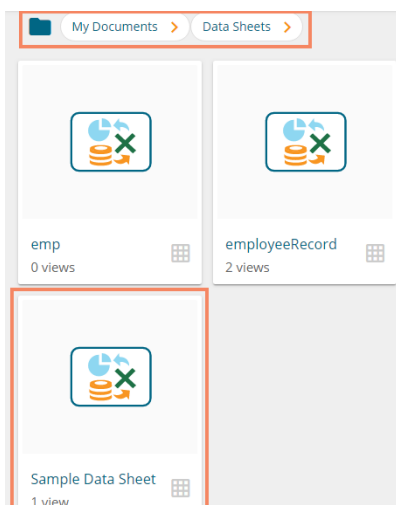 My Documents > Data Sheets >
emp
0 views
employeeRecord
2 views
Sample Data Sheet
1 view